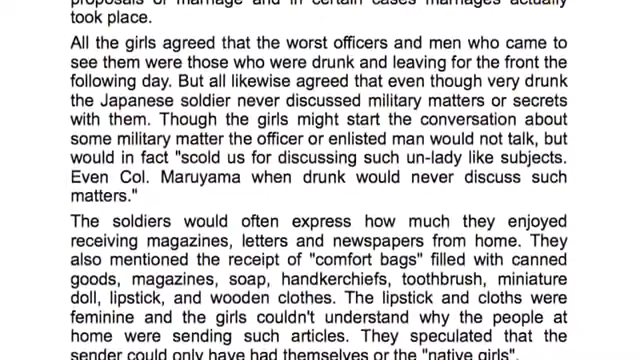 proposals of marriage and in certain cases marriages actually
took place.
All the girls agreed that the worst officers and men who came to
see them were those who were drunk and leaving for the front the
following day. But all likewise agreed that even though very drunk
the Japanese soldier never discussed military matters or secrets
with them. Though the girls might start the conversation about
some military matter the officer or enlisted man would not talk, but
would in fact "scold us for discussing such un-lady like subjects.
Even Col. Maruyama when drunk would never discuss such
matters."
The soldiers would often express how much they enjoyed
receiving magazines, letters and newspapers from home. They
also mentioned the receipt of "comfort bags" filled with canned
goods, magazines, soap, handkerchiefs, toothbrush, miniature
doll, lipstick, and wooden clothes. The lipstick and cloths were
feminine and the girls couldn't understand why the people at
home were sending such articles. They speculated that the
sender could only have had themselves or the "native girls".